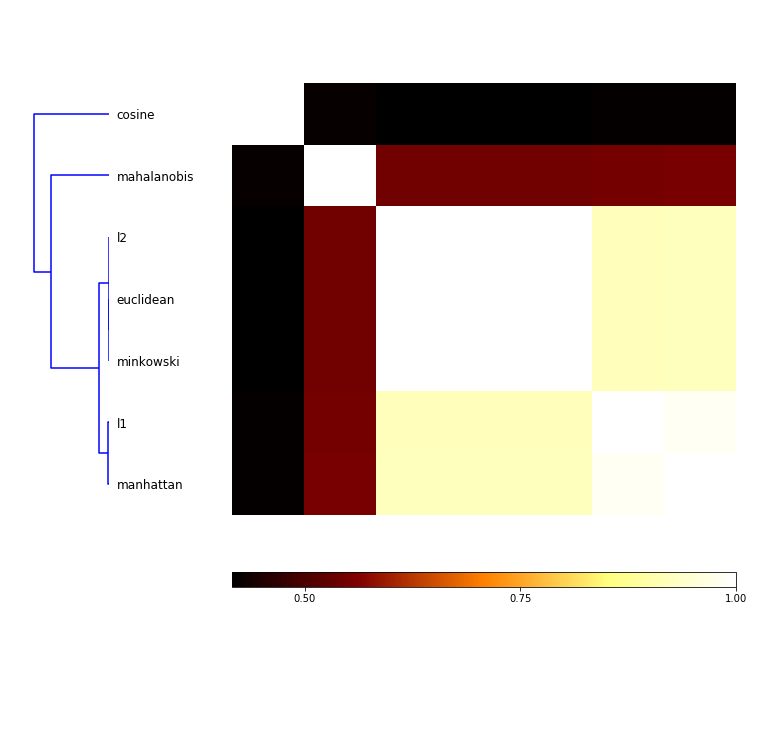 cosine
mahalanobis
l2
euclidean
minkowski
l1
manhattan
0.50 0.75 1.00